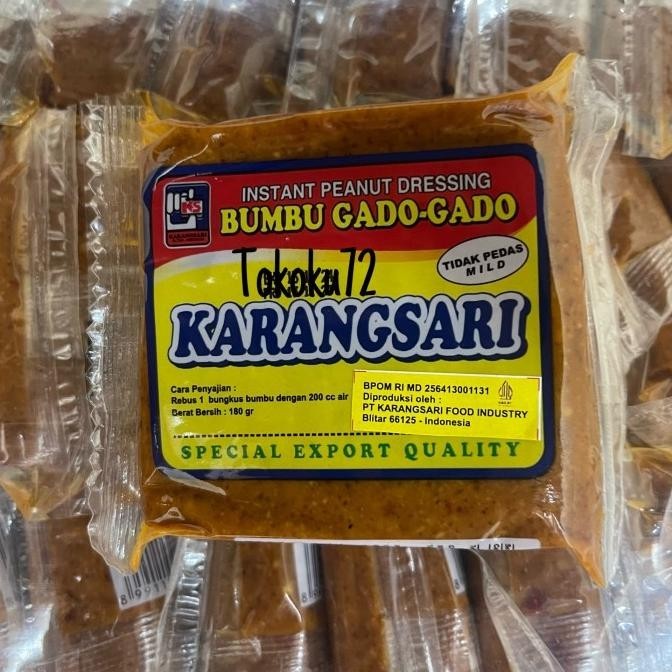 KS
KARANGSARI
INSTANT PEANUT DRESSING
BUMBU GADO-GADO
TIDAK PEDAS
MILD
Tokoku72
KARANGSARI
Cara Penyajian :
Rebus 1 bungkus bumbu dengan 200 cc air
Berat Bersih : 180 gr
BPOM RI MD 256413001131
Diproduksi oleh :
PT KARANGSARI FOOD INDUSTRY
Blitar 66125 - Indonesia
SPECIAL EXPORT QUALITY